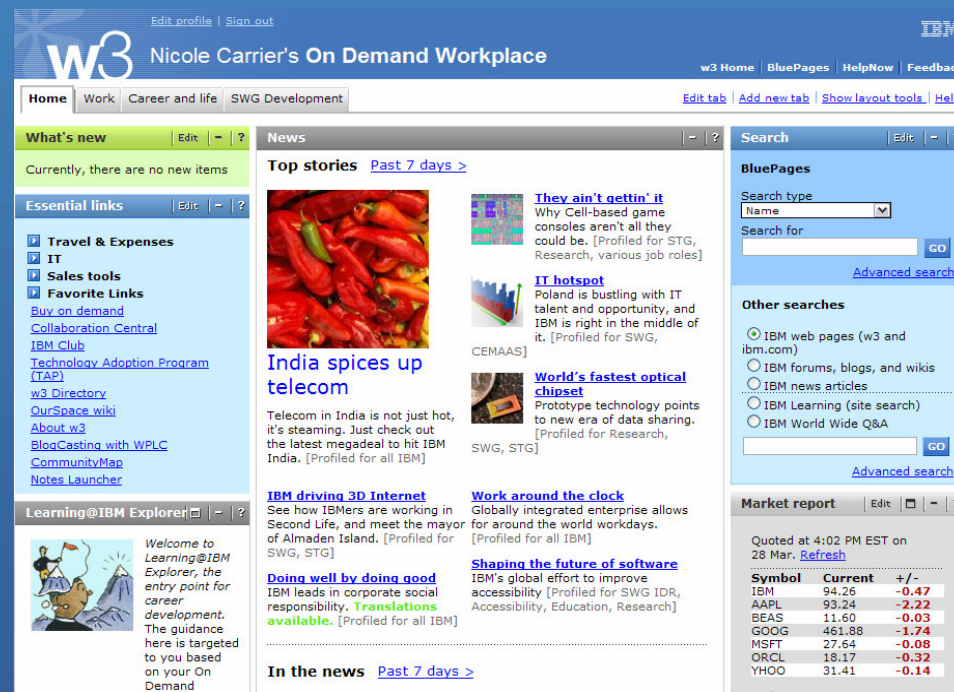 Edit profile | Sign out
IBM
w3
Nicole Carrier's On Demand Workplace
w3 Home | BluePages | HelpNow | Feedbac
Home
Work
Career and life
SWG Development
Edit tab | Add new tab | Show layout tools | Hel
What's new
Edit
?
Currently, there are no new items
Essential links
Edit
?
Travel & Expenses
IT
Sales tools
Favorite Links
Buy on demand
Collaboration Central
IBM Club
Technology Adoption Program
(TAP)
w3 Directory
OurSpace wiki
About w3
BlogCasting with WPLC
CommunityMap
Notes Launcher
Learning@IBM Explorer
?
Welcome to
Learning@IBM
Explorer, the
entry point for
career
development.
The guidance
here is targeted
to you based
on your On
Demand
News
?
Top stories
Past 7 days >
India spices up
telecom
Telecom in India is not just hot,
it's steaming. Just check out
the latest megadeal to hit IBM
India. [Profiled for all IBM]
They ain't gettin' it
Why Cell-based game
consoles aren't all they
could be. [Profiled for STG,
Research, various job roles]
IT hotspot
Poland is bustling with IT
talent and opportunity, and
IBM is right in the middle of
it. [Profiled for SWG,
CEMAAS]
World's fastest optical
chipset
Prototype technology points
to new era of data sharing.
[Profiled for Research,
SWG, STG]
IBM driving 3D Internet
See how IBMers are working in
Second Life, and meet the mayor
of Almaden Island. [Profiled for
SWG, STG]
Doing well by doing good
IBM leads in corporate social
responsibility. Translations
available. [Profiled for all IBM]
Work around the clock
Globally integrated enterprise allows
for around the world workdays.
[Profiled for all IBM]
Shaping the future of software
IBM's global effort to improve
accessibility [Profiled for SWG IDR,
Accessibility, Education, Research]
In the news
Past 7 days >
Search
Edit
BluePages
Search type
Name
Search for
GO
Advanced search
Other searches
IBM web pages (w3 and
ibm.com)
IBM forums, blogs, and wikis
IBM news articles
IBM Learning (site search)
IBM World Wide Q&A
GO
Advanced search
Market report
Edit
Quoted at 4:02 PM EST on
28 Mar. Refresh
Symbol Current +/-
IBM 94.26 -0.47
AAPL 93.24 -2.22
BEAS 11.60 -0.03
GOOG 461.88 -1.74
MSFT 27.64 -0.08
ORCL 18.17 -0.32
YHOO 31.41 -0.14